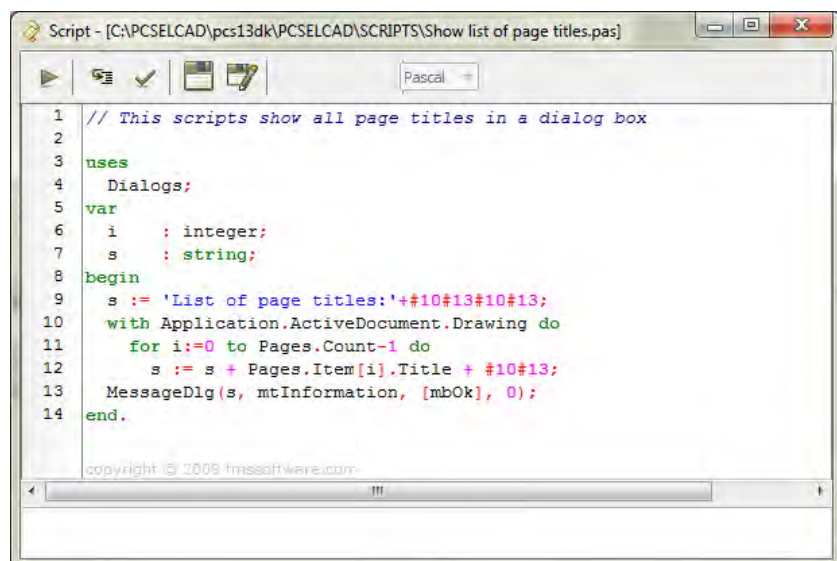 Script - [C:\PCSELCAD\pcs13dk\PCSELCAD\SCRIPTS\Show list of page titles.pas]
Pascal
1 // This scripts show all page titles in a dialog box
2
3 uses
4 Dialogs;
5 var
6 i : integer;
7 s : string;
8 begin
9 s := 'List of page titles:'+#10#13#10#13;
10 with Application.ActiveDocument.Drawing do
11 for i:=0 to Pages.Count-1 do
12 s := s + Pages.Item[i].Title + #10#13;
13 MessageDlg(s, mtInformation, [mbOk], 0);
14 end.
copyright © 2009 tmssoftware.com